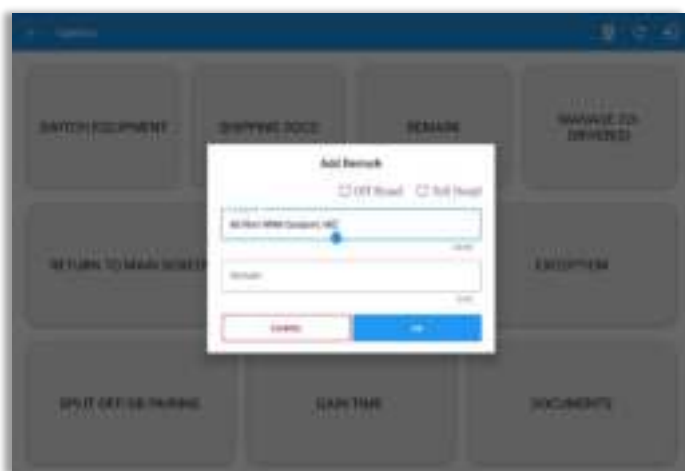 SWITCH EQUIPMENT
SHIPPING DOCS
REMARK
MANAGE CO-DRIVER(S)
Add Remark
Off Road
Toll Road
Remark
CANCEL
OK
RETURN TO MAIN SCREEN
EXCEPTION
SPLIT OFF/SB PAIRING
GAIN TIME
DOCUMENTS